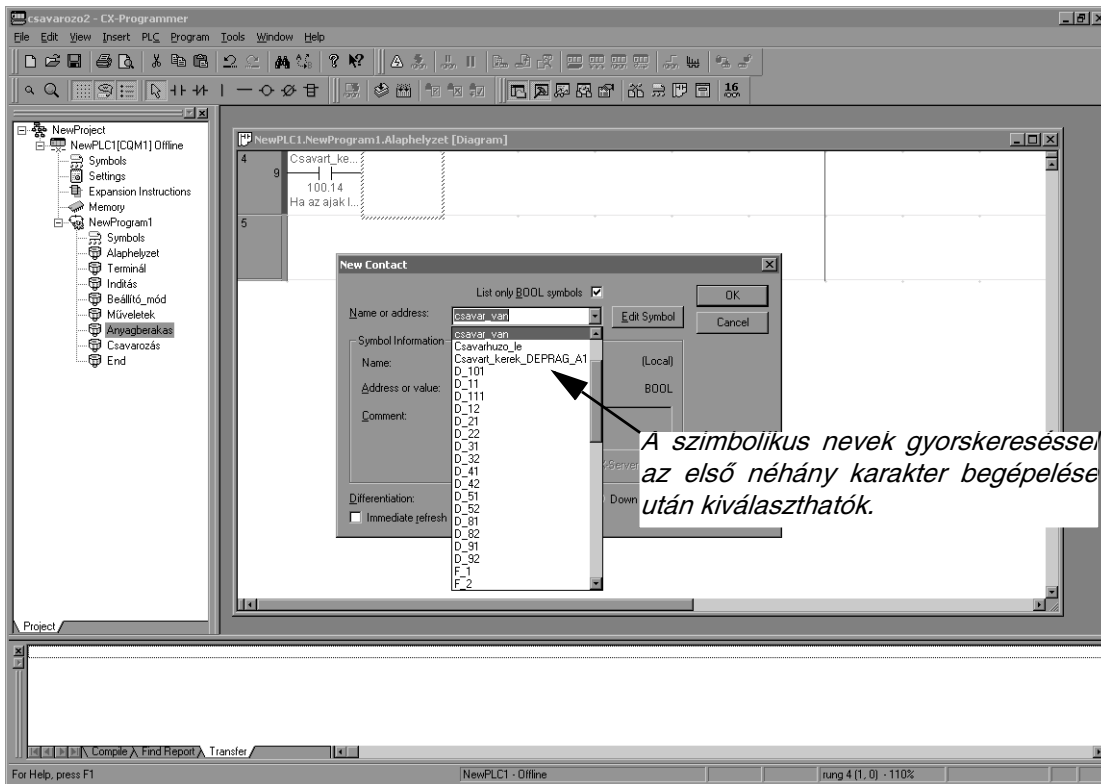 csavarozo2 - CX-Programmer
File Edit View Insert PLC Program Tools Window Help
16
NewProject
NewPLC1[CQM1] Offline
Symbols
Settings
Expansion Instructions
Memory
NewProgram1
Symbols
Alaphelyzet
Terminál
Indítás
Beállító_mód
Műveletek
Anyagberakas
Csavarozás
End
Project
NewPLC1.NewProgram1.Alaphelyzet [Diagram]
4
9
Csavart_ke...
100.14
Ha az ajak l...
5
New Contact
List only BOOL symbols
OK
Name or address:
csavar_van
Edit Symbol
Cancel
Symbol Information
Name:
(Local)
Address or value:
BOOL
Comment:
csavar_van
Csavarhuzo_le
Csavart_kerek_DEPRAG_A1
D_101
D_11
D_111
D_12
D_21
D_22
D_31
D_32
D_41
D_42
D_51
D_52
D_81
D_82
D_91
D_92
F_1
F_2
Differentiation:
Down
Immediate refresh
A szimbolikus nevek gyorskereséssel
az első néhány karakter begépelése
után kiválaszthatók.
Compile Find Report Transfer
For Help, press F1
NewPLC1 - Offline
rung 4 (1, 0) - 110%